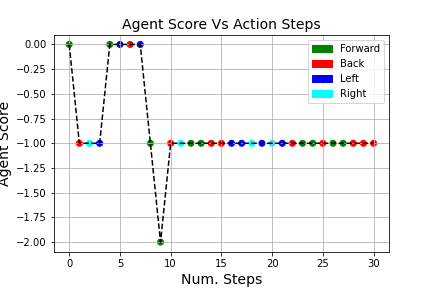 Agent Score Vs Action Steps
Agent Score
0.00
-0.25
-0.50
-0.75
-1.00
-1.25
-1.50
-1.75
-2.00
Forward
Back
Left
Right
0 5 10 15 20 25 30
Num. Steps